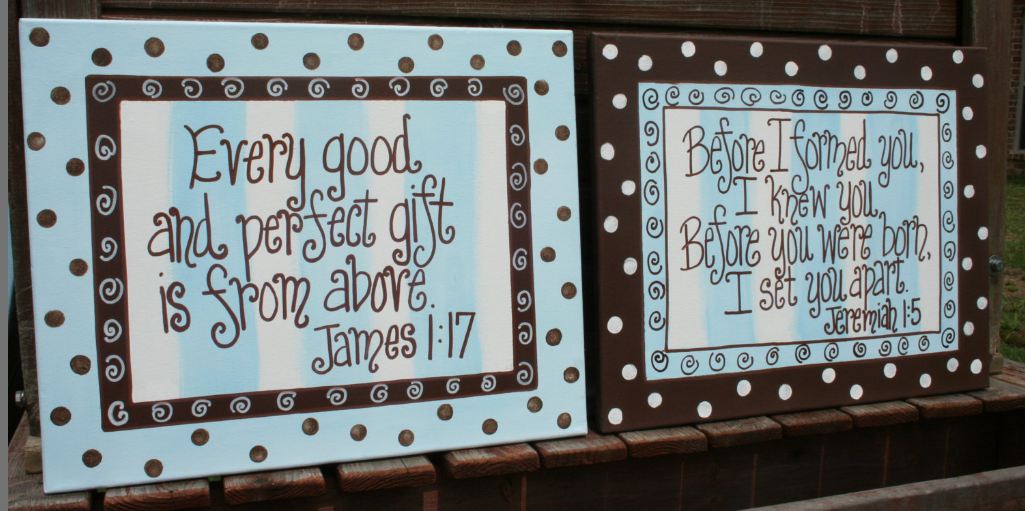 Every good
and perfect gift
is from above.
James 1:17
Before I formed you,
I knew you,
Before you were born,
I set you apart.
Jeremiah 1:5